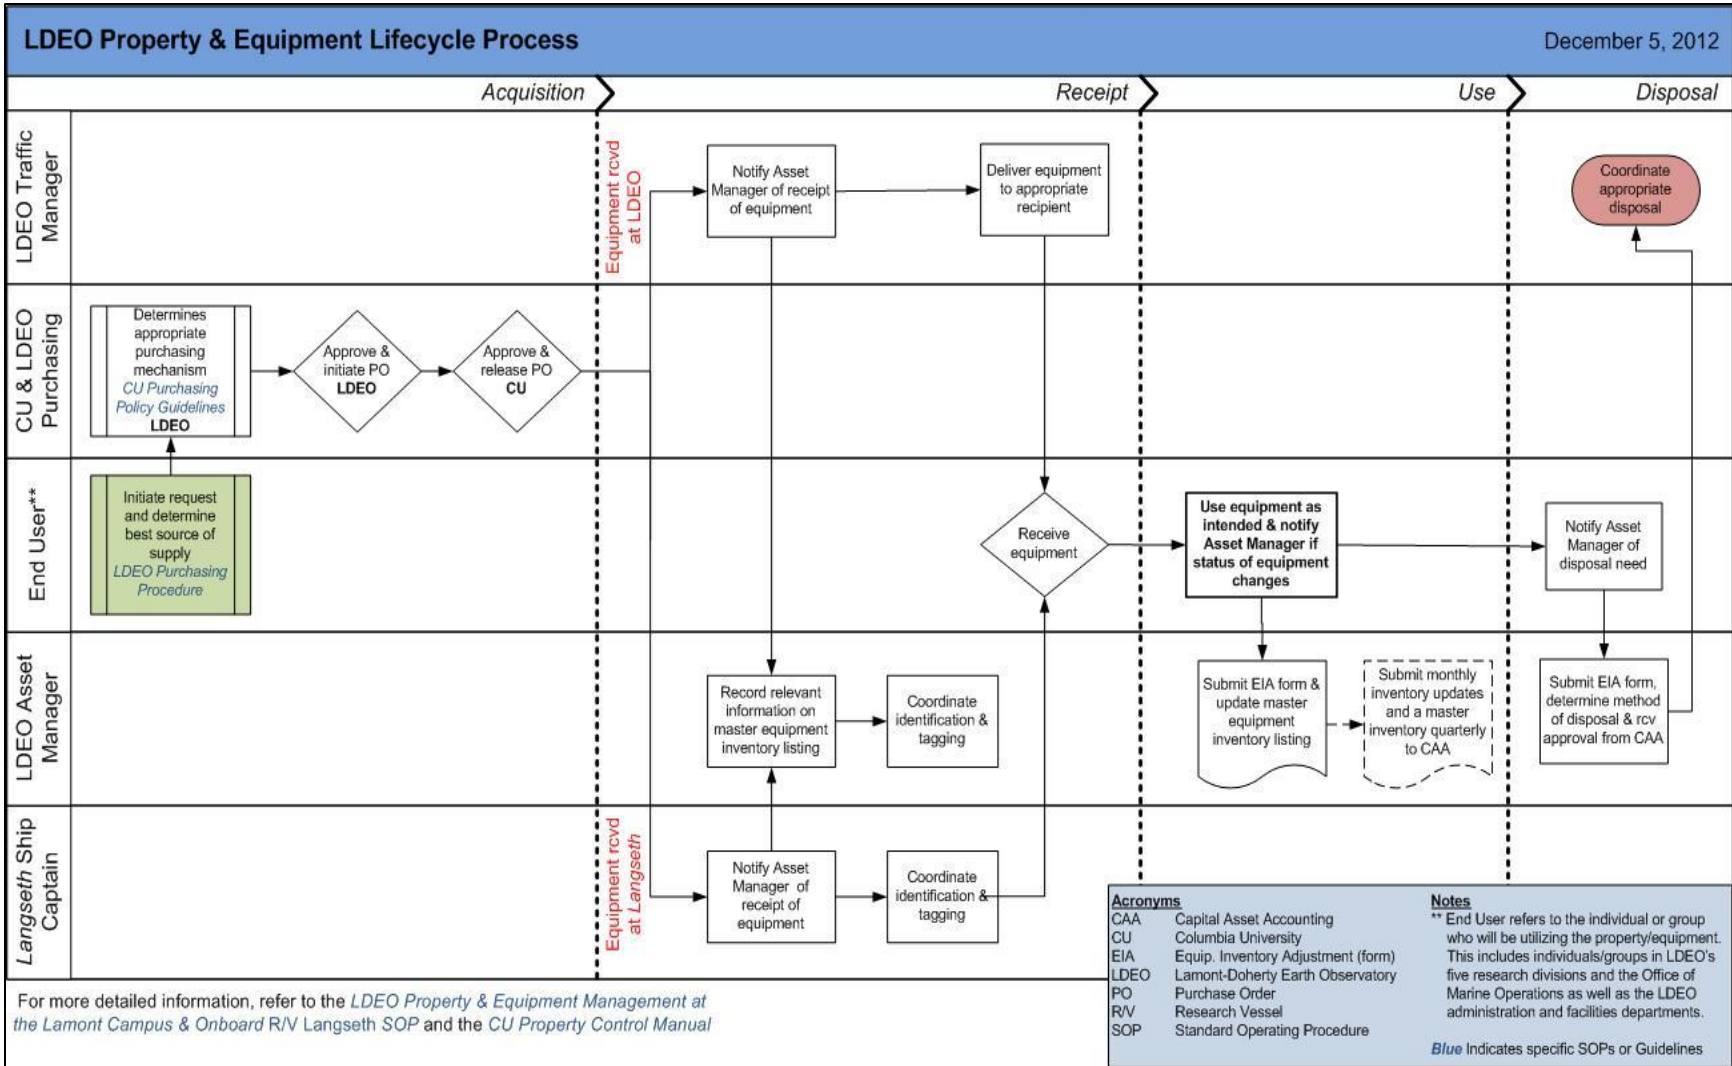 LDEO Property & Equipment Lifecycle Process
December 5, 2012
Acquisition
Receipt
Use
Disposal
LDEO Traffic
Manager
Equipment rcvd
at LDEO
Notify Asset
Manager of receipt
of equipment
Deliver equipment
to appropriate
recipient
Coordinate
appropriate
disposal
CU & LDEO
Purchasing
Determines
appropriate
purchasing
mechanism
CU Purchasing
Policy Guidelines
LDEO
Approve &
initiate PO
LDEO
Approve &
release PO
CU
End User**
Initiate request
and determine
best source of
supply
LDEO Purchasing
Procedure
Receive
equipment
Use equipment as
intended & notify
Asset Manager if
status of equipment
changes
Notify Asset
Manager of
disposal need
LDEO Asset
Manager
Record relevant
information on
master equipment
inventory listing
Coordinate
identification &
tagging
Submit EIA form &
update master
equipment
inventory listing
Submit monthly
inventory updates
and a master
inventory quarterly
to CAA
Submit EIA form,
determine method
of disposal & rcv
approval from CAA
Langseth Ship
Captain
Equipment rcvd
at Langseth
Notify Asset
Manager of
receipt of
equipment
Coordinate
identification &
tagging
For more detailed information, refer to the LDEO Property & Equipment Management at
the Lamont Campus & Onboard R/V Langseth SOP and the CU Property Control Manual
Acronyms
CAA Capital Asset Accounting
CU Columbia University
EIA Equip. Inventory Adjustment (form)
LDEO Lamont-Doherty Earth Observatory
PO Purchase Order
R/V Research Vessel
SOP Standard Operating Procedure
Notes
** End User refers to the individual or group
who will be utilizing the property/equipment.
This includes individuals/groups in LDEO's
five research divisions and the Office of
Marine Operations as well as the LDEO
administration and facilities departments.
Blue Indicates specific SOPs or Guidelines